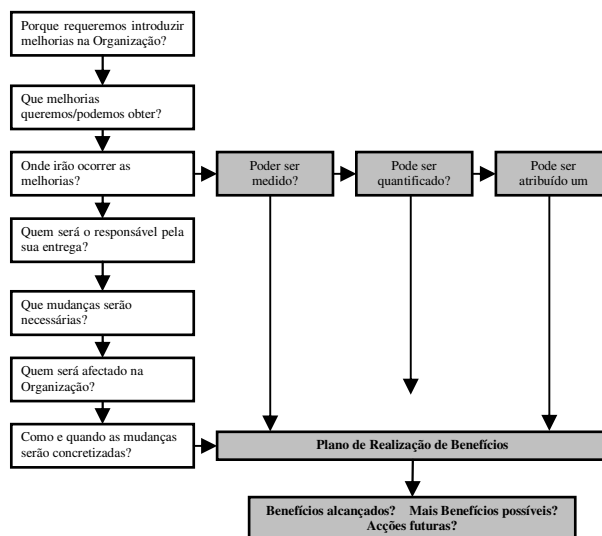 Porque requeremos introduzir
melhorias na Organização?
Que melhorias
queremos/podemos obter?
Onde irão ocorrer as
melhorias?
Poder ser
medido?
Pode ser
quantificado?
Pode ser
atribuído um
Quem será o responsável pela
sua entrega?
Que mudanças serão
necessárias?
Quem será afectado na
Organização?
Como e quando as mudanças
serão concretizadas?
Plano de Realização de Benefícios
Benefícios alcançados? Mais Benefícios possíveis?
Acções futuras?